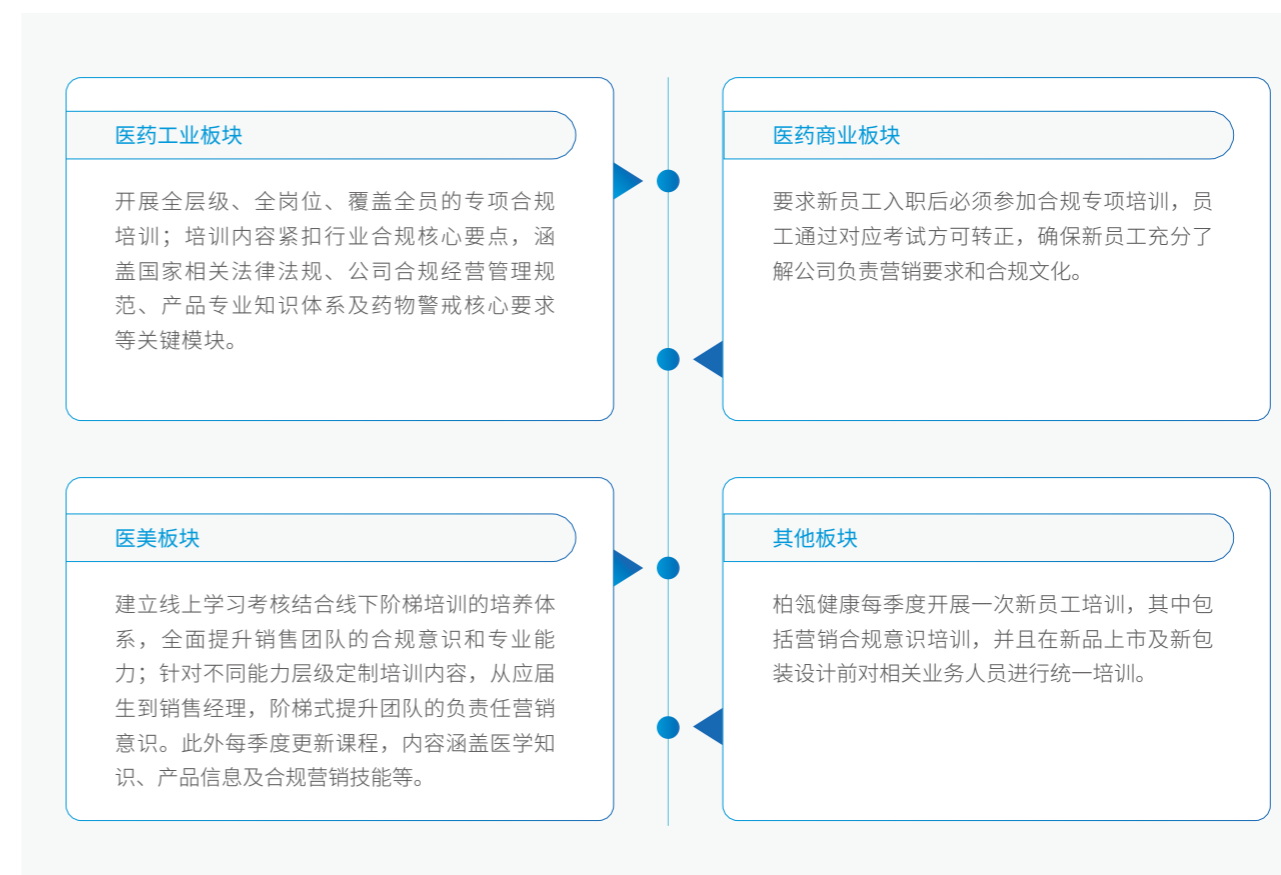 医药工业板块
开展全层级、全岗位、覆盖全员的专项合规
培训；培训内容紧扣行业合规核心要点，涵
盖国家相关法律法规、公司合规经营管理规
范、产品专业知识体系及药物警戒核心要求
等关键模块。
医药商业板块
要求新员工入职后必须参加合规专项培训，员
工通过对应考试方可转正，确保新员工充分了
解公司负责营销要求和合规文化。
医美板块
建立线上学习考核结合线下阶梯培训的培养体
系，全面提升销售团队的合规意识和专业能
力；针对不同能力层级定制培训内容，从应届
生到销售经理，阶梯式提升团队的负责任营销
意识。此外每季度更新课程，内容涵盖医学知
识、产品信息及合规营销技能等。
其他板块
柏瓴健康每季度开展一次新员工培训，其中包
括营销合规意识培训，并且在新品上市及新包
装设计前对相关业务人员进行统一培训。